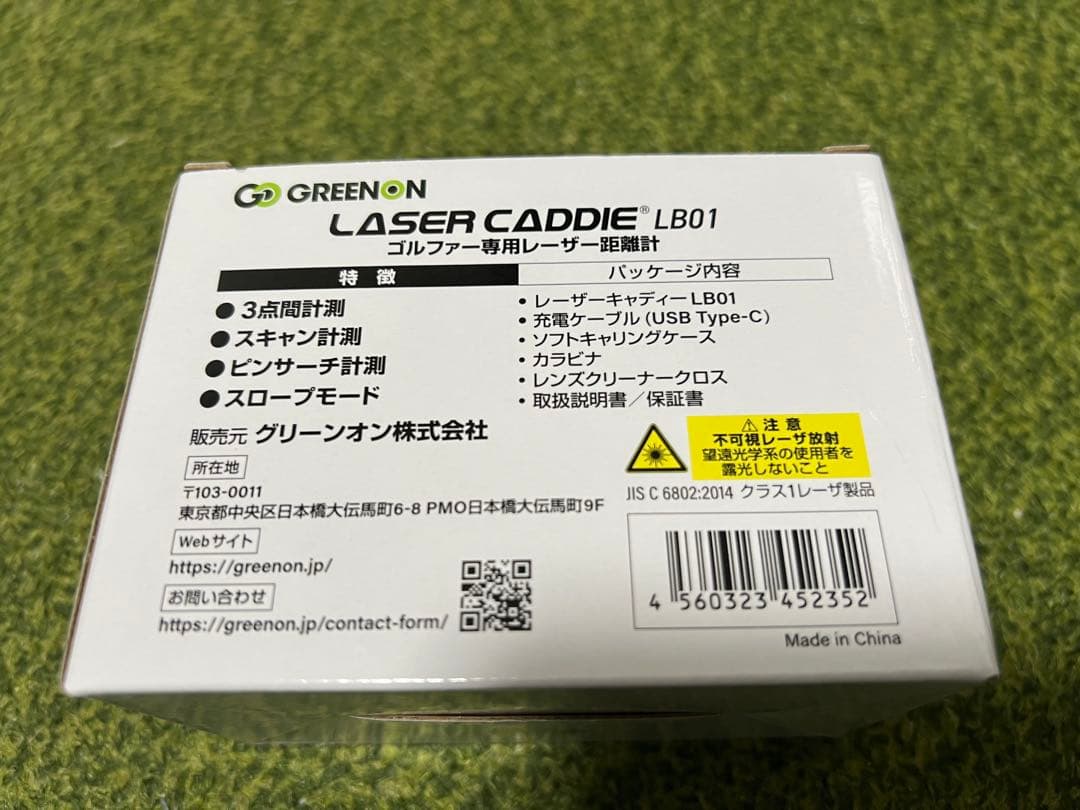 GREENON
LASER CADDIE® LB01
ゴルファー専用レーザー距離計
特 徴
● 3点間計測
● スキャン計測
● ピンサーチ計測
● スロープモード
パッケージ内容
• レーザーキャディー LB01
• 充電ケーブル (USB Type-C)
• ソフトキャリングケース
• カラビナ
• レンズクリーナークロス
• 取扱説明書／保証書
販売元 グリーンオン株式会社
所在地
〒103-0011
東京都中央区日本橋大伝馬町6-8 PMO日本橋大伝馬町9F
Webサイト
https://greenon.jp/
お問い合わせ
https://greenon.jp/contact-form/
⚠ 注 意
不可視レーザ放射
望遠光学系の使用者を
露光しないこと
JIS C 6802:2014 クラス1レーザ製品
4 560323 452352
Made in China